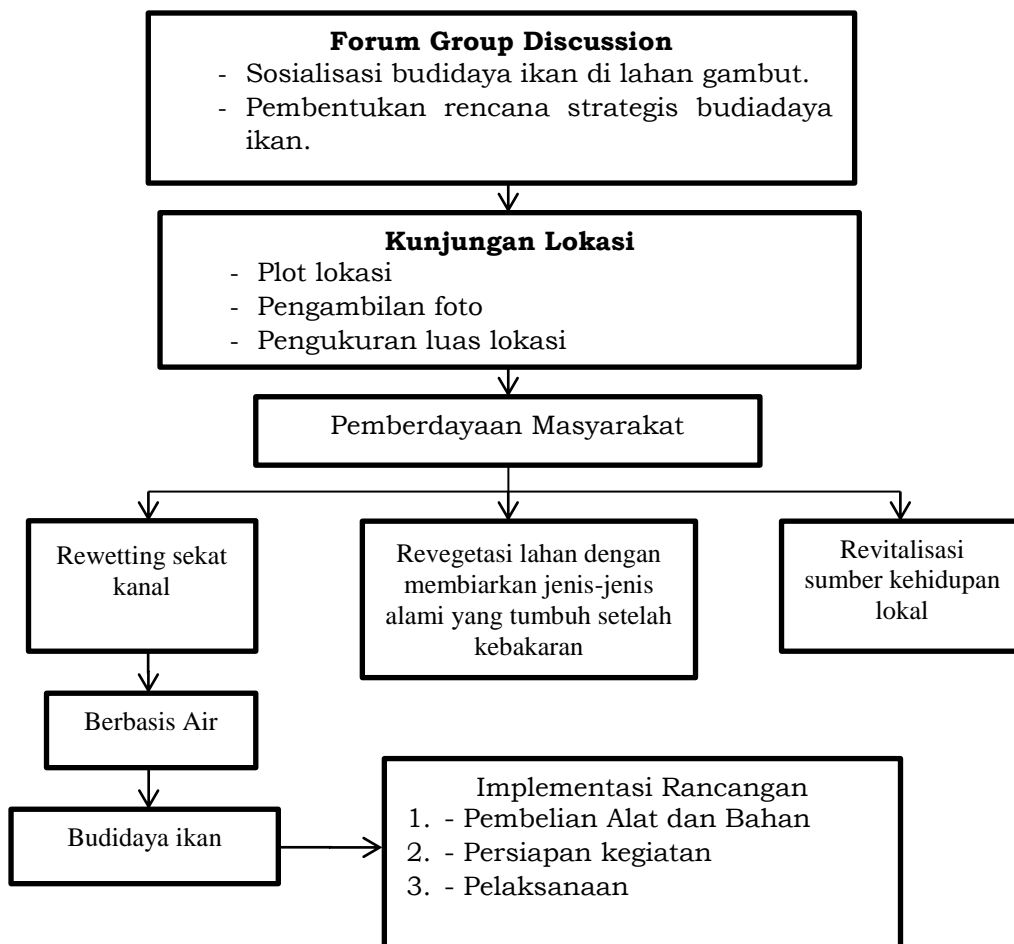 Forum Group Discussion
- Sosialisasi budidaya ikan di lahan gambut.
- Pembentukan rencana strategis budiadaya
ikan.
Kunjungan Lokasi
- Plot lokasi
- Pengambilan foto
- Pengukuran luas lokasi
Pemberdayaan Masyarakat
Rewetting sekat
kanal
Revegetasi lahan dengan
membiarkan jenis-jenis
alami yang tumbuh setelah
kebakaran
Revitalisasi
sumber kehidupan
lokal
Berbasis Air
Budidaya ikan
Implementasi Rancangan
1. - Pembelian Alat dan Bahan
2. - Persiapan kegiatan
3. - Pelaksanaan